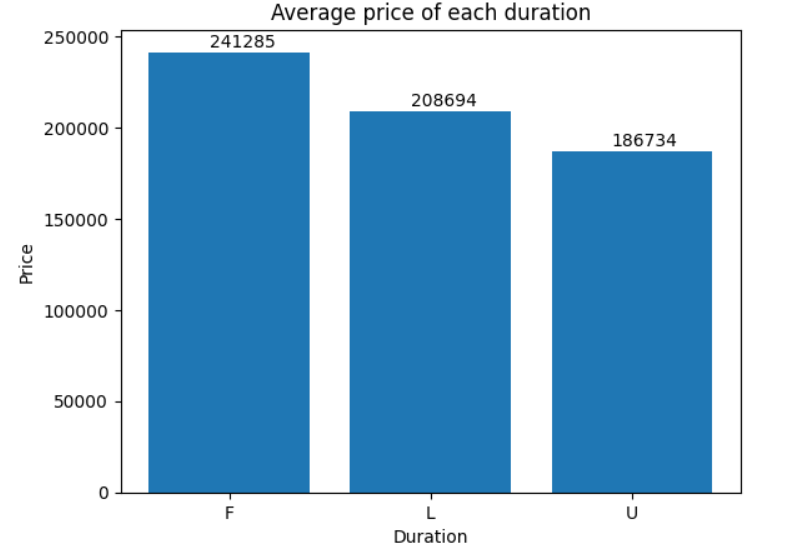 Average price of each duration
250000
200000
150000
100000
50000
0
Price
241285
208694
186734
F
L
U
Duration